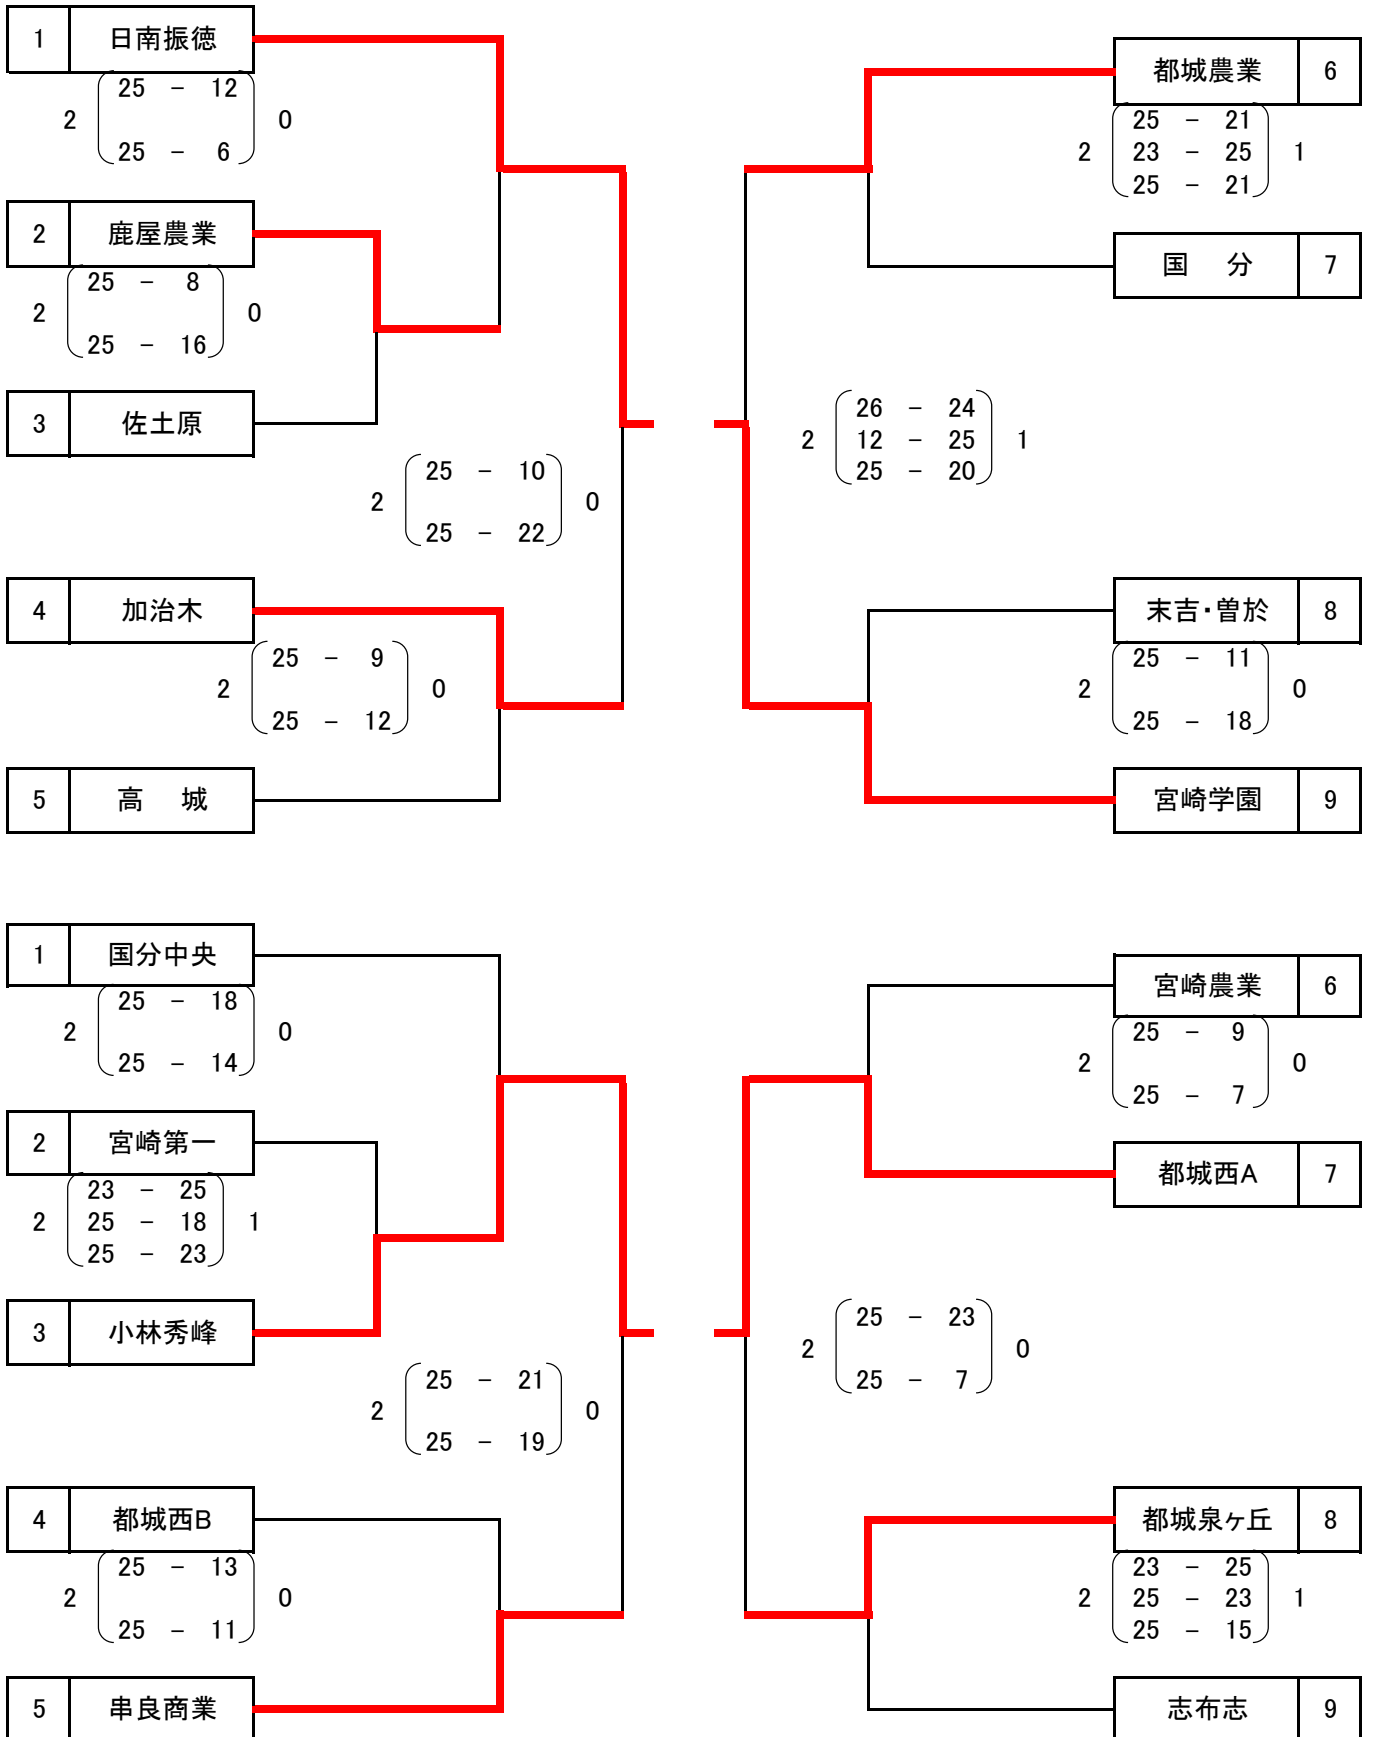 1 日南振徳
25 － 12
2 0
25 － 6
2 鹿屋農業
25 － 8
2 0
25 － 16
3 佐土原
25 － 10
2 0
25 － 22
4 加治木
25 － 9
2 0
25 － 12
5 高 城
都城農業 6
25 － 21
2 23 － 25 1
25 － 21
国 分 7
26 － 24
2 12 － 25 1
25 － 20
末吉・曽於 8
25 － 11
2 0
25 － 18
宮崎学園 9
1 国分中央
25 － 18
2 0
25 － 14
2 宮崎第一
23 － 25
2 25 － 18 1
25 － 23
3 小林秀峰
25 － 21
2 0
25 － 19
4 都城西B
25 － 13
2 0
25 － 11
5 串良商業
宮崎農業 6
25 － 9
2 0
25 － 7
都城西A 7
25 － 23
2 0
25 － 7
都城泉ヶ丘 8
23 － 25
2 25 － 23 1
25 － 15
志布志 9